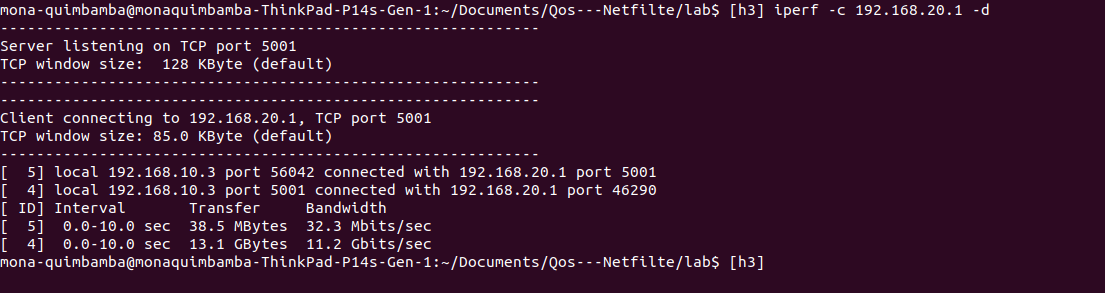 mona-quimbamba@monaquimbamba-ThinkPad-P14s-Gen-1:~/Documents/Qos---Netfilte/lab$ [h3] iperf -c 192.168.20.1 -d
------------------------------------------------------------
Server listening on TCP port 5001
TCP window size:  128 KByte (default)
------------------------------------------------------------
------------------------------------------------------------
Client connecting to 192.168.20.1, TCP port 5001
TCP window size: 85.0 KByte (default)
------------------------------------------------------------
[  5] local 192.168.10.3 port 56042 connected with 192.168.20.1 port 5001
[  4] local 192.168.10.3 port 5001 connected with 192.168.20.1 port 46290
[ ID] Interval       Transfer     Bandwidth
[  5]  0.0-10.0 sec  38.5 MBytes  32.3 Mbits/sec
[  4]  0.0-10.0 sec  13.1 GBytes  11.2 Gbits/sec
mona-quimbamba@monaquimbamba-ThinkPad-P14s-Gen-1:~/Documents/Qos---Netfilte/lab$ [h3]